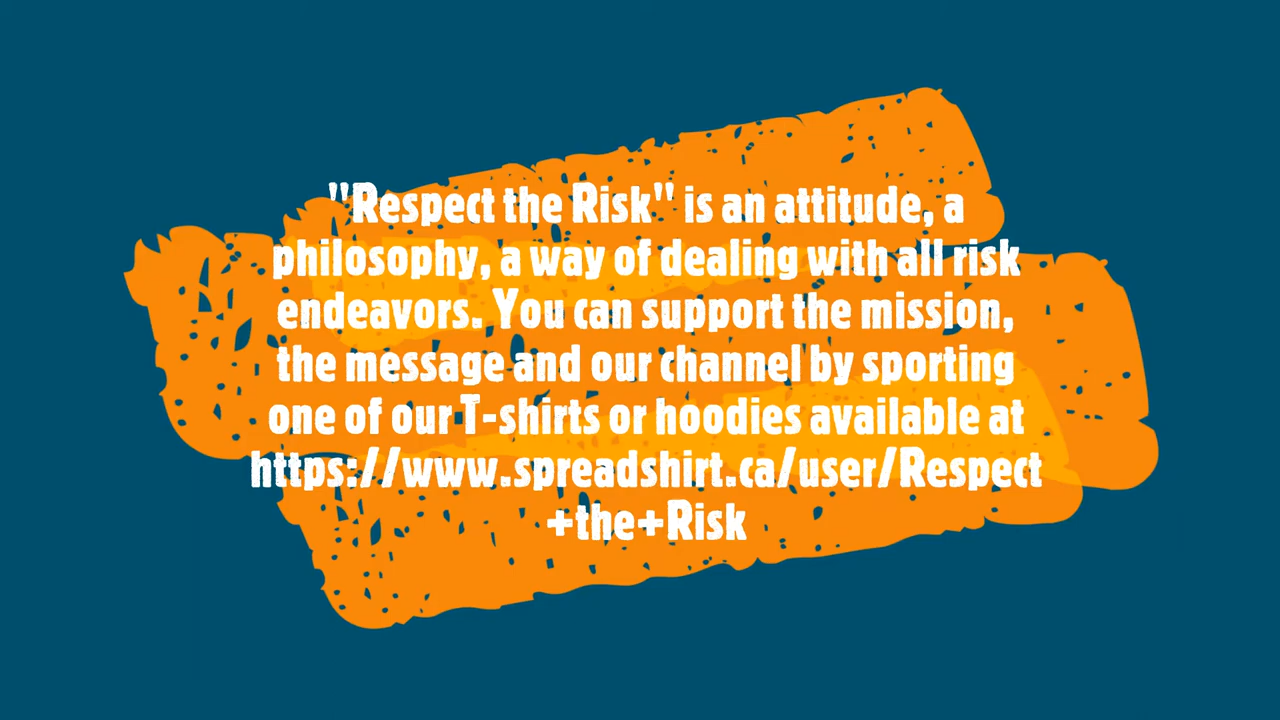 "Respect the Risk" is an attitude, a
philosophy, a way of dealing with all risk
endeavors. You can support the mission,
the message and our channel by sporting
one of our T-shirts or hoodies available at
https://www.spreadshirt.ca/user/Respect
+the+Risk